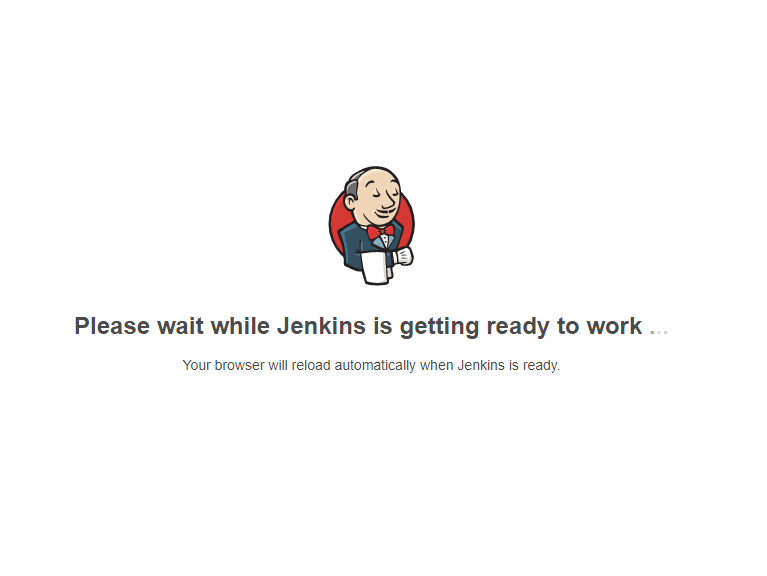 Please wait while Jenkins is getting ready to work ...
Your browser will reload automatically when Jenkins is ready.